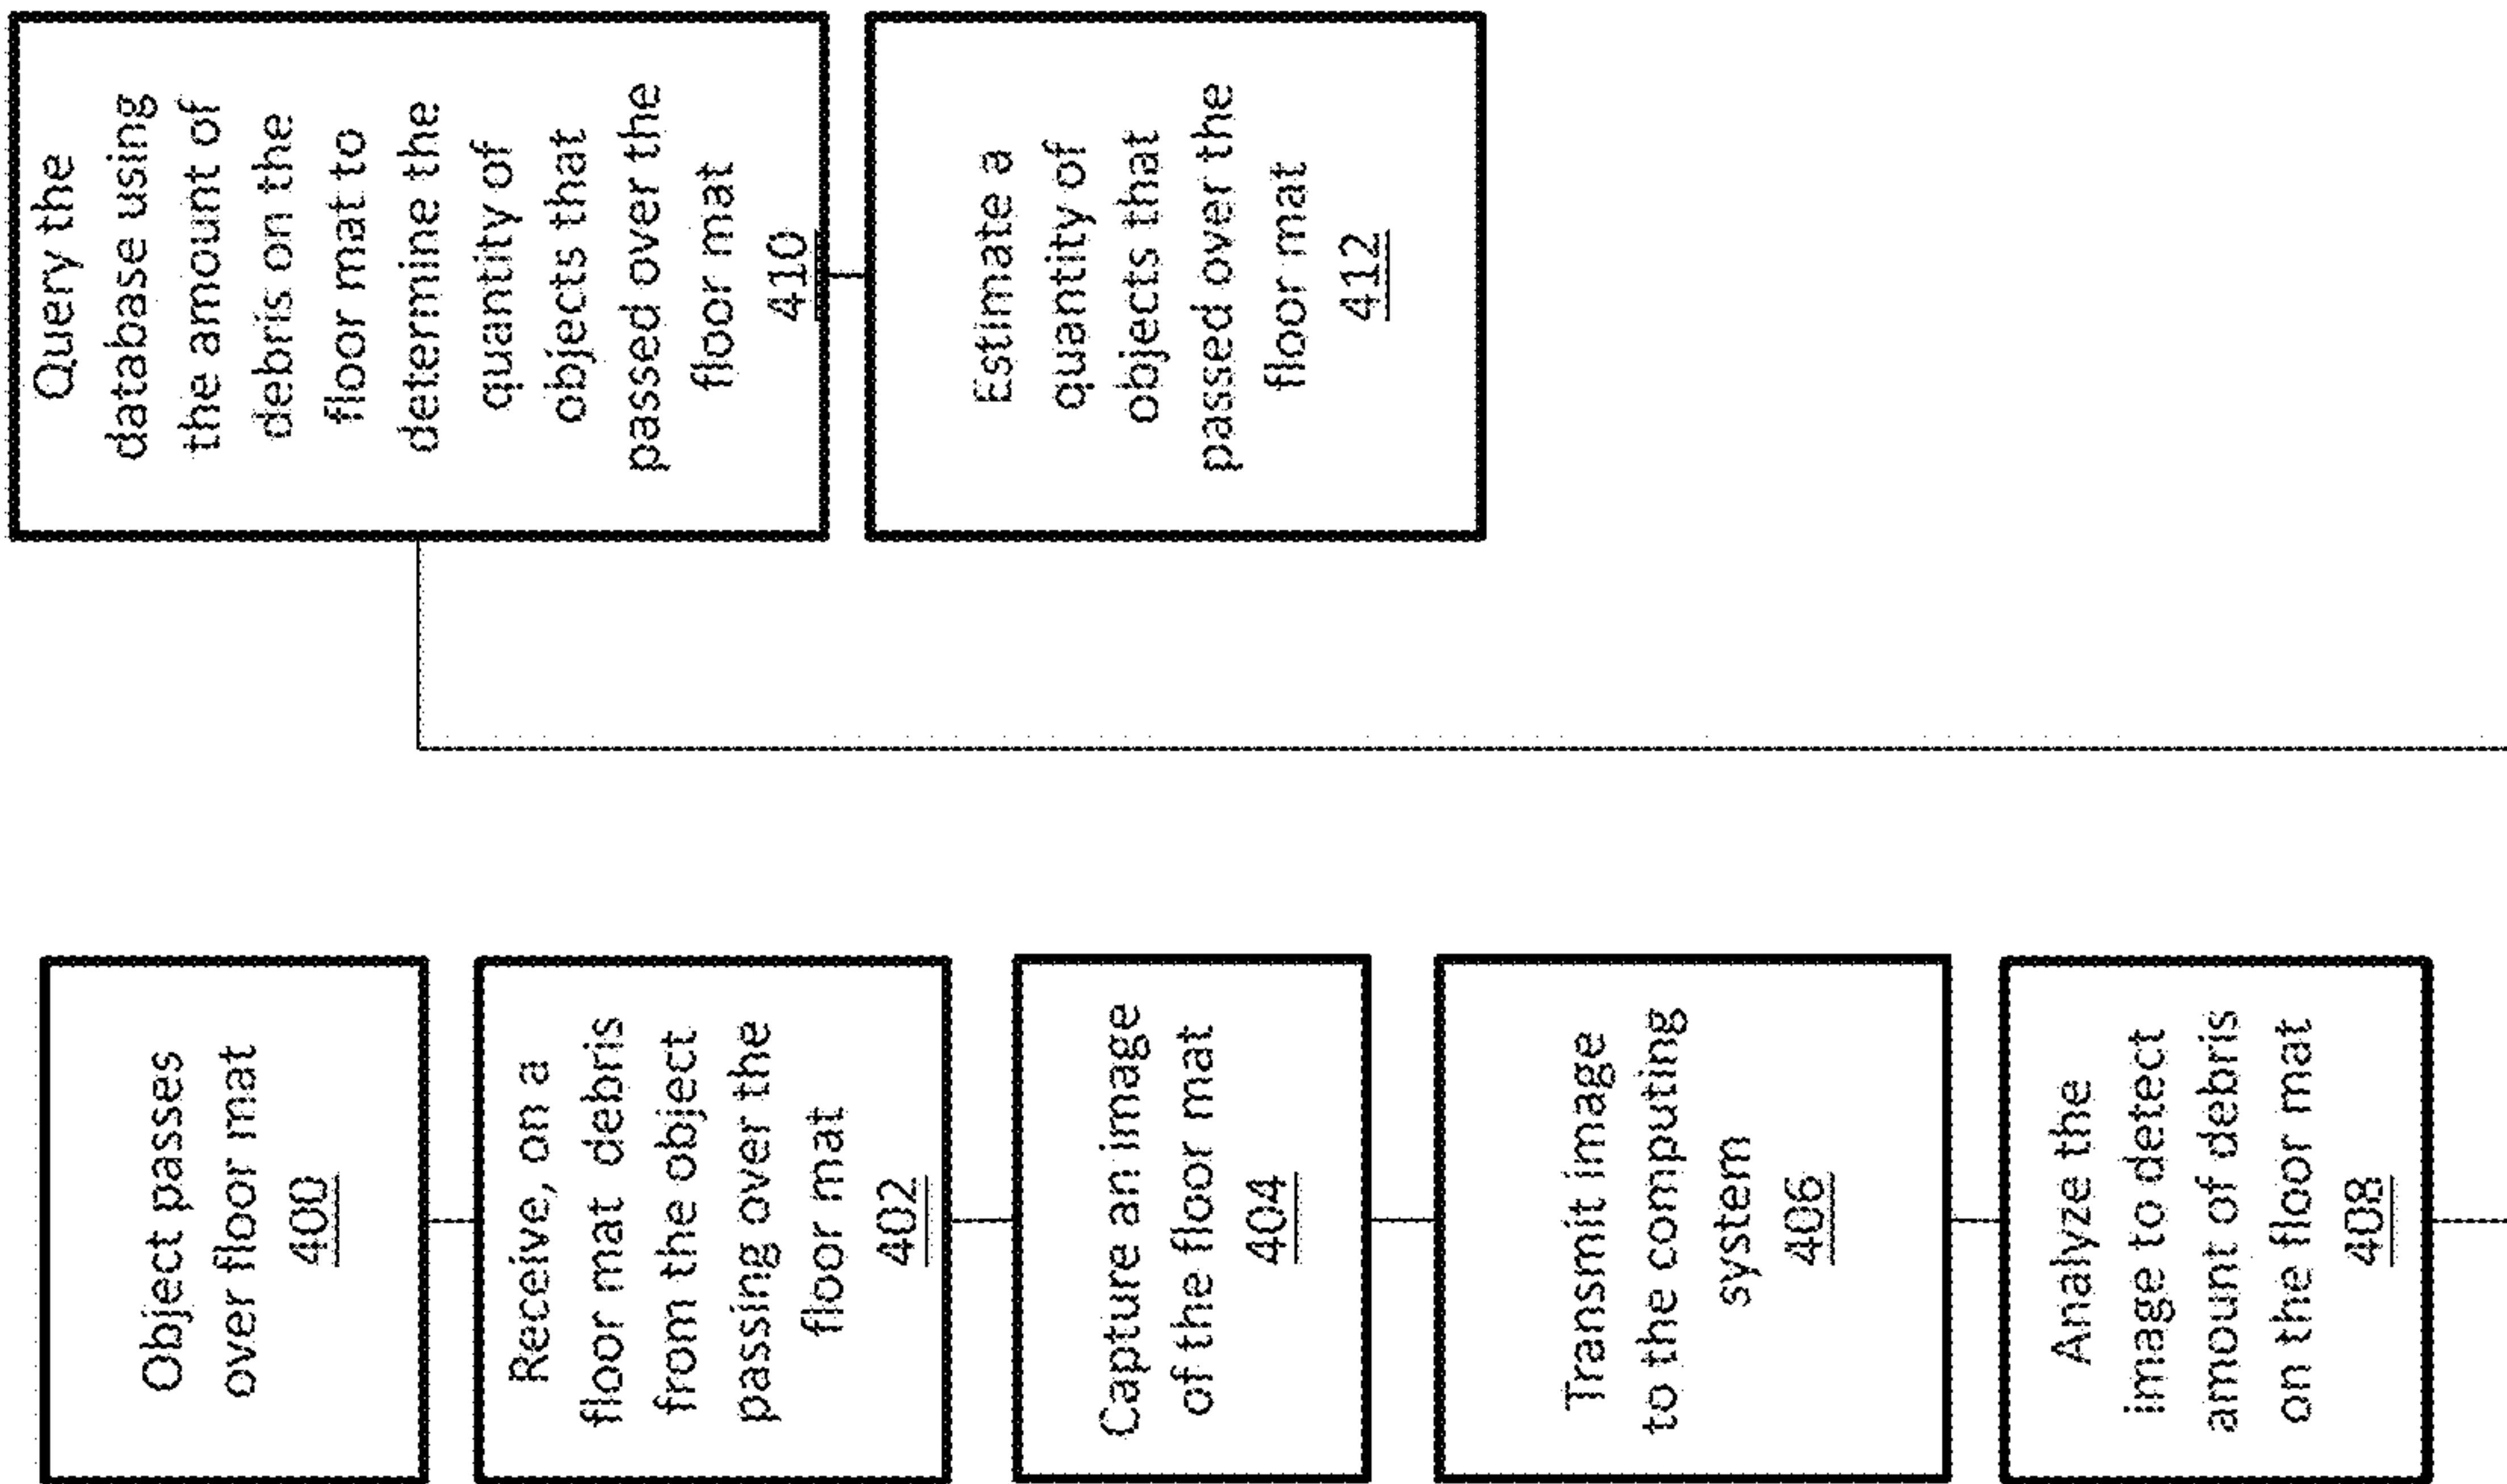 Object passes
over floor mat
400
Receive, on a
floor mat debris
from the object
passing over the
floor mat
402
Capture an image
of the floor mat
404
Transmit image
to the computing
system
406
Analyze the
image to detect
amount of debris
on the floor mat
408
Query the
database using
the amount of
debris on the
floor mat to
determine the
quantity of
objects that
passed over the
floor mat
410
Estimate a
quantity of
objects that
passed over the
floor mat
412